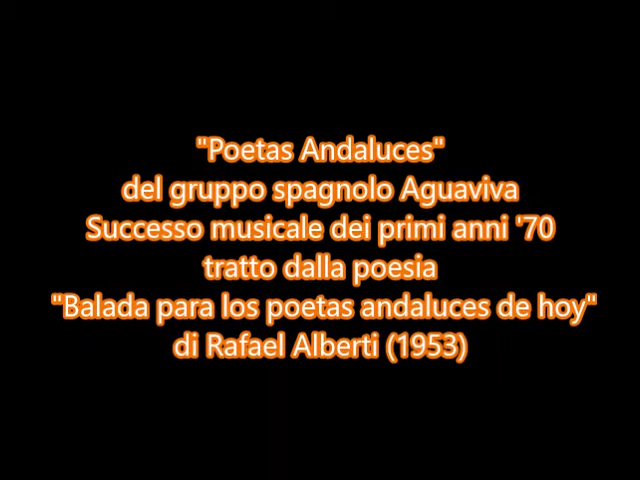 "Poetas Andaluces"
del gruppo spagnolo Aguaviva
Successo musicale dei primi anni '70
tratto dalla poesia
"Balada para los poetas andaluces de hoy"
di Rafael Alberti (1953)